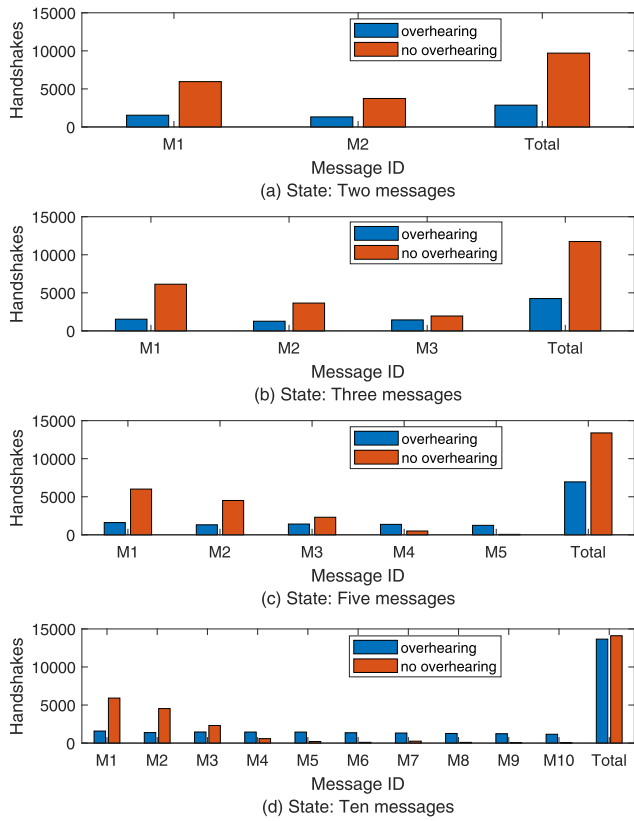 15000
10000
5000
0
Handshakes
overhearing
no overhearing
M1 M2 Total
Message ID
(a) State: Two messages
15000
10000
5000
0
Handshakes
overhearing
no overhearing
M1 M2 M3 Total
Message ID
(b) State: Three messages
15000
10000
5000
0
Handshakes
overhearing
no overhearing
M1 M2 M3 M4 M5 Total
Message ID
(c) State: Five messages
15000
10000
5000
0
Handshakes
overhearing
no overhearing
M1 M2 M3 M4 M5 M6 M7 M8 M9 M10 Total
Message ID
(d) State: Ten messages